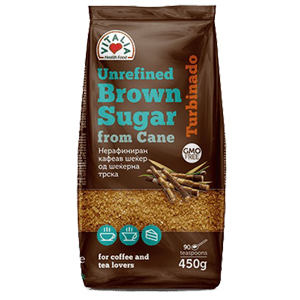 VITALIA
Health Food
Unrefined
Brown
Sugar
from Cane
Turbinado
Нерафиниран
кафеав шеќер
од шеќерна
трска
GMO
FREE
for coffee and
tea lovers
90
teaspoons
450g